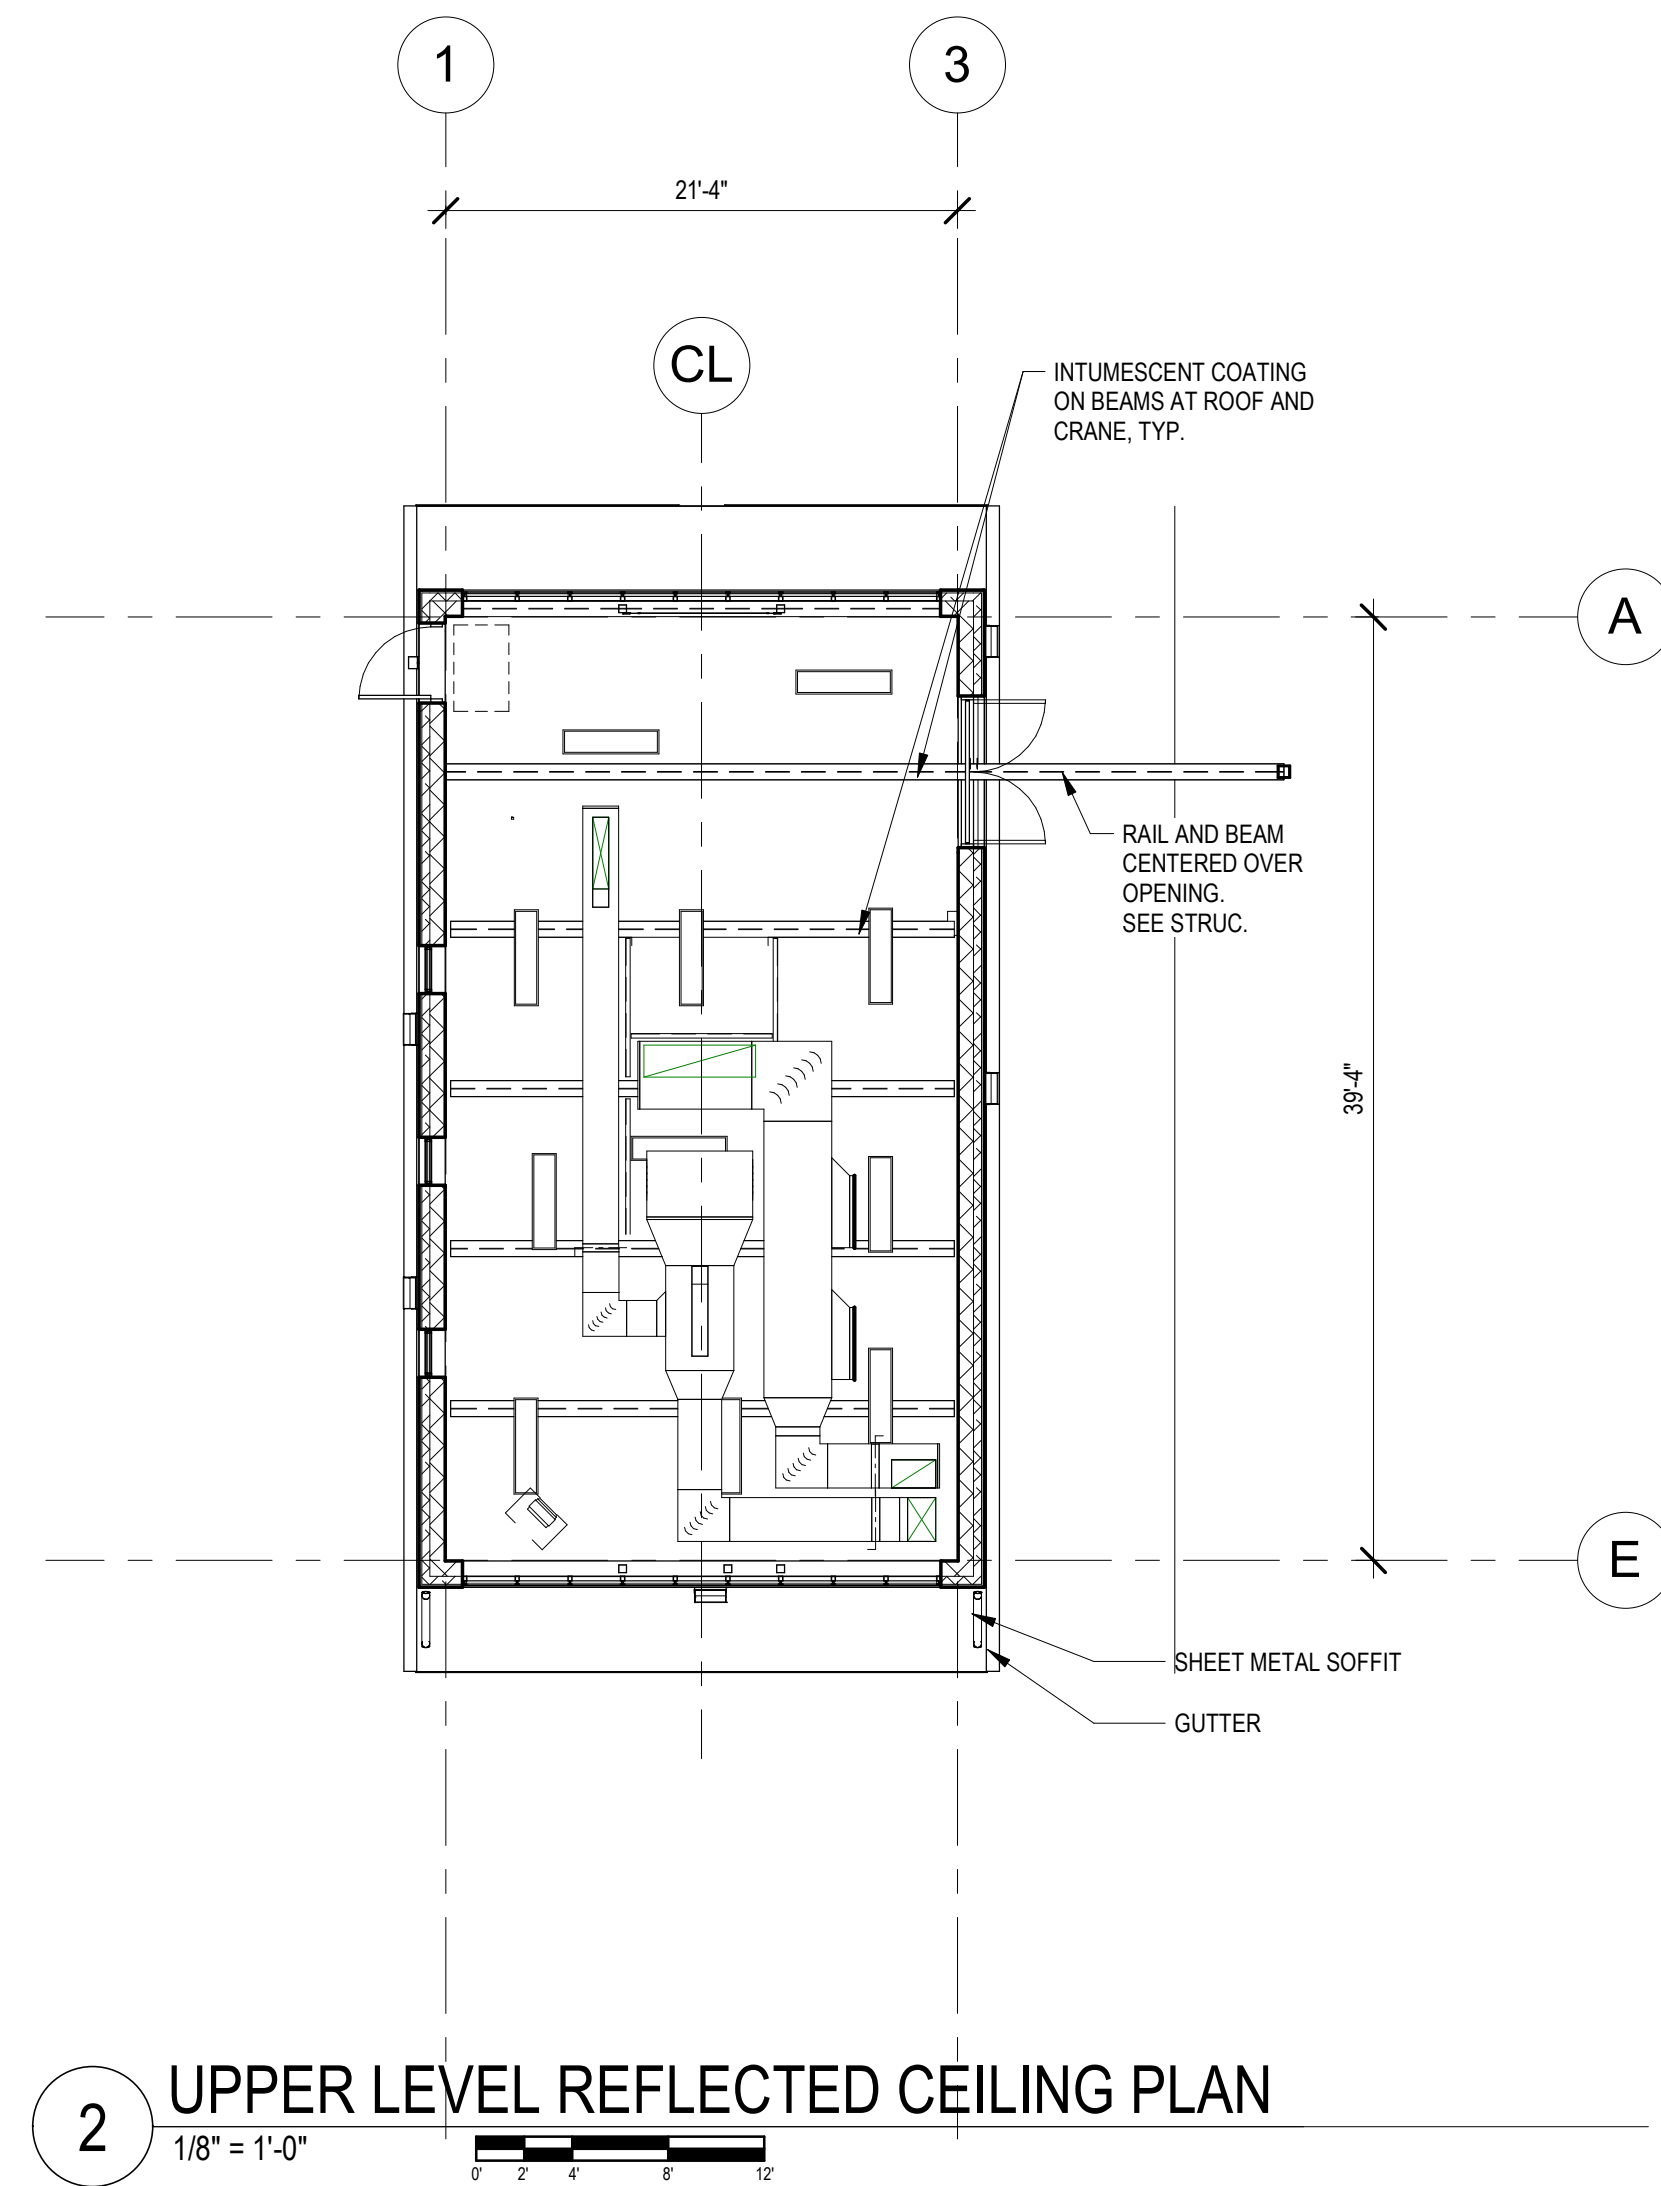 1
3
21'-4"
CL
INTUMESCENT COATING
ON BEAMS AT ROOF AND
CRANE, TYP.
A
RAIL AND BEAM
CENTERED OVER
OPENING.
SEE STRUC.
39'-4"
E
SHEET METAL SOFFIT
GUTTER
2
UPPER LEVEL REFLECTED CEILING PLAN
1/8" = 1'-0"
0' 2' 4' 8' 12'